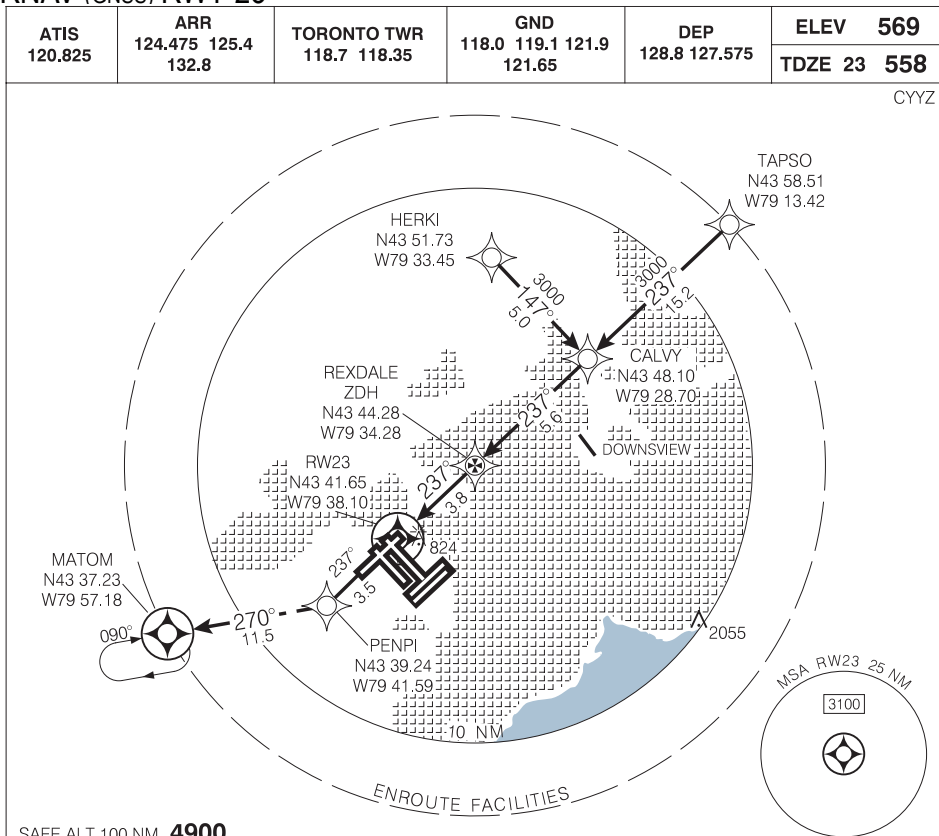 ATIS
120.825
ARR
124.475 125.4
132.8
TORONTO TWR
118.7 118.35
GND
118.0 119.1 121.9
121.65
DEP
128.8 127.575
ELEV 569
TDZE 23 558
CYYZ
TAPSO
N43 58.51
W79 13.42
HERKI
N43 51.73
W79 33.45
3000
147°
5.0
3000
237°
15.2
CALVY
N43 48.10
W79 28.70
REXDALE
ZDH
N43 44.28
W79 34.28
237°
5.6
DOWNSVIEW
RW23
N43 41.65
W79 38.10
237°
3.8
824
MATOM
N43 37.23
W79 57.18
237°
3.5
090°
270°
11.5
PENPI
N43 39.24
W79 41.59
2055
MSA RW23 25 NM
3100
10 NM
ENROUTE FACILITIES
SAFE ALT 100 NM 4900